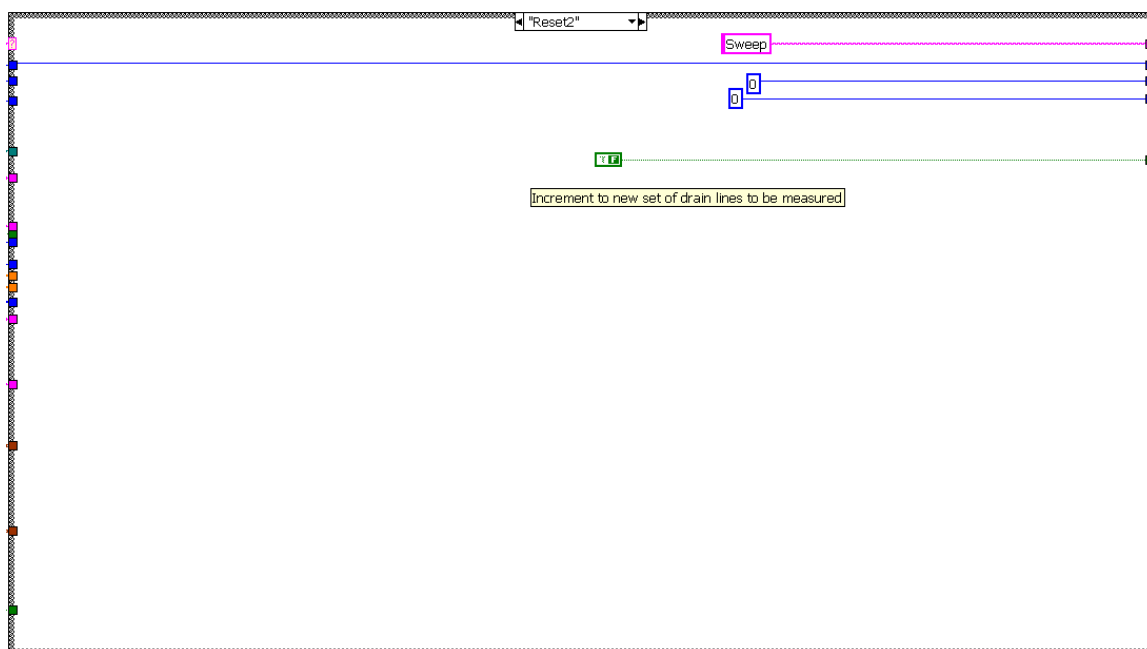 "Reset2"
?
Sweep
0
0
T F
Increment to new set of drain lines to be measured